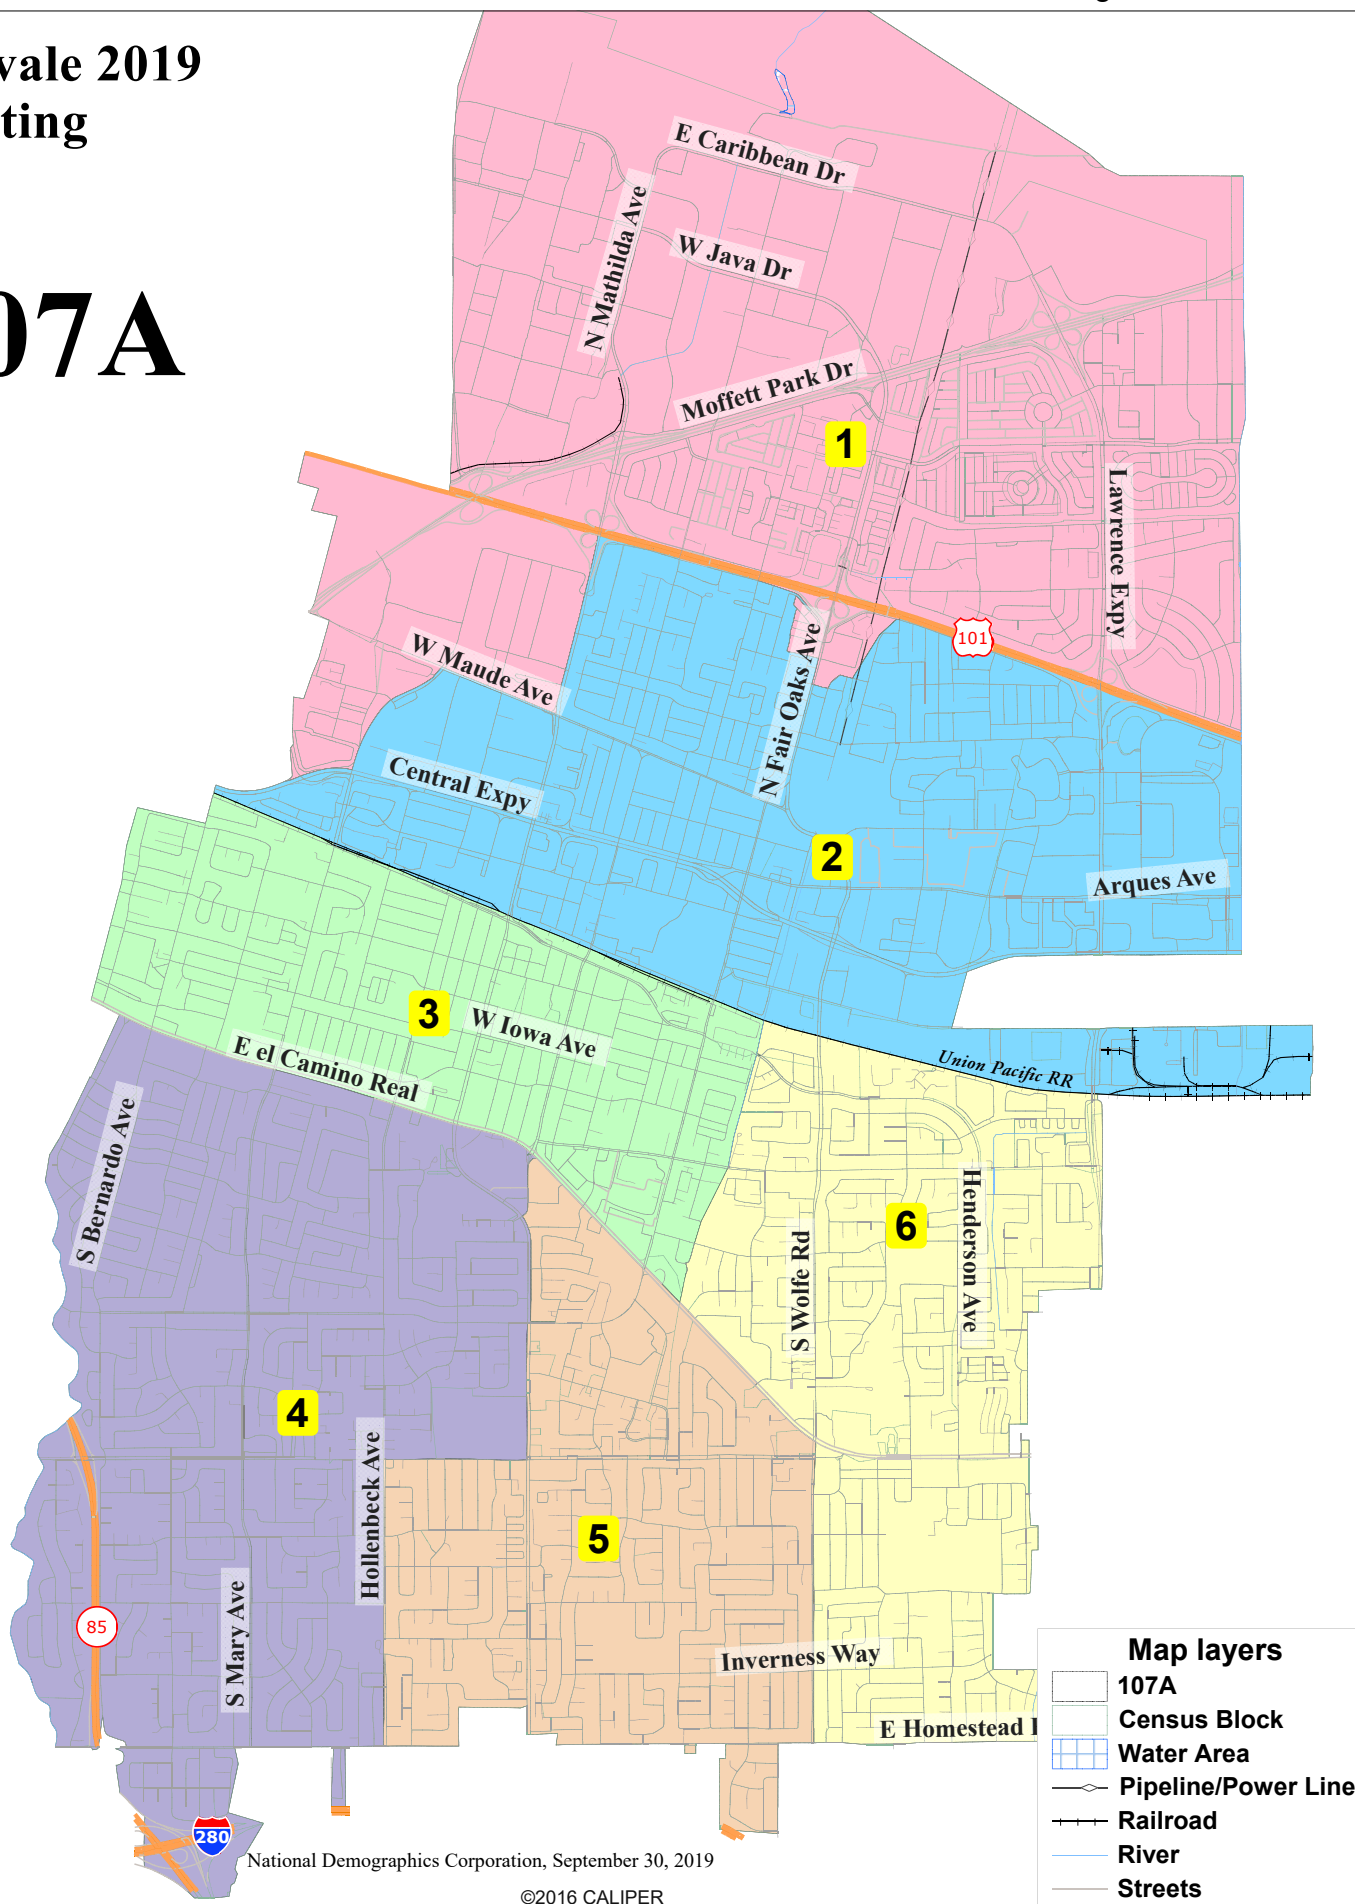 vale 2019
ting
07A
E Caribbean Dr
N Mathilda Ave
W Java Dr
Moffett Park Dr
1
Lawrence Expy
101
W Maude Ave
N Fair Oaks Ave
Central Expy
2
Arques Ave
3
W Iowa Ave
E el Camino Real
Union Pacific RR
S Bernardo Ave
Henderson Ave
6
S Wolfe Rd
4
Hollenbeck Ave
5
S Mary Ave
85
Inverness Way
E Homestead
280
National Demographics Corporation, September 30, 2019
©2016 CALIPER
Map layers
107A
Census Block
Water Area
Pipeline/Power Line
Railroad
River
Streets